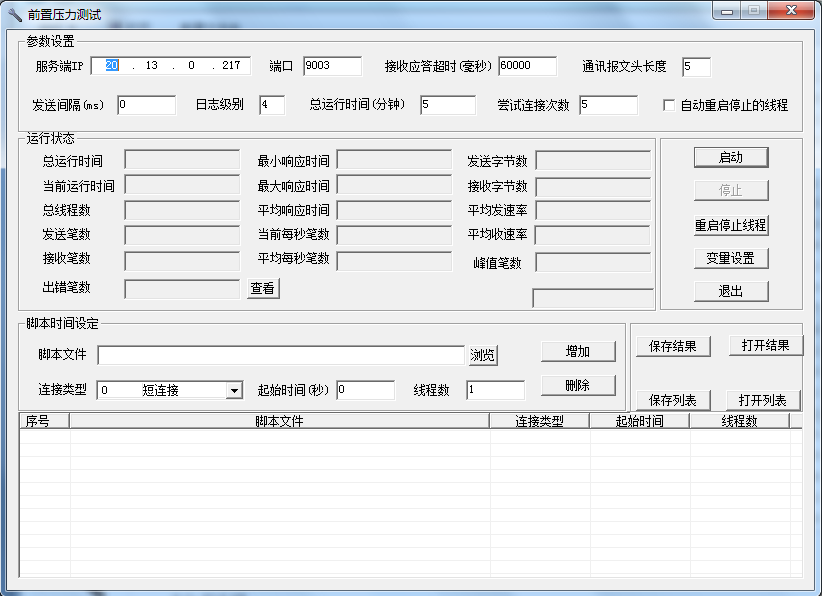 前置压力测试
参数设置
服务端IP 20 . 13 . 0 . 217 端口 9003 接收应答超时(毫秒) 60000 通讯报文头长度 5
发送间隔(ms) 0 日志级别 4 总运行时间(分钟) 5 尝试连接次数 5 自动重启停止的线程
运行状态
总运行时间 最小响应时间 发送字节数 启动
当前运行时间 最大响应时间 接收字节数 停止
总线程数 平均响应时间 平均发速率 重启停止线程
发送笔数 当前每秒笔数 平均收速率
接收笔数 平均每秒笔数 峰值笔数 变量设置
出错笔数 查看 退出
脚本时间设定
脚本文件 浏览 增加 保存结果 打开结果
连接类型 0 短连接 起始时间(秒) 0 线程数 1 删除 保存列表 打开列表
序号 脚本文件 连接类型 起始时间 线程数